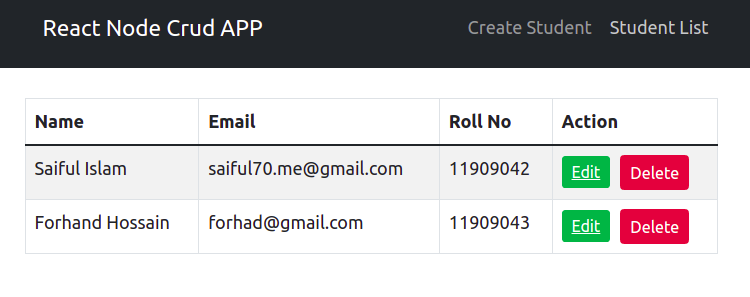 React Node Crud APP Create Student Student List
Name Email Roll No Action
Saiful Islam saiful70.me@gmail.com 11909042 Edit Delete
Forhand Hossain forhad@gmail.com 11909043 Edit Delete